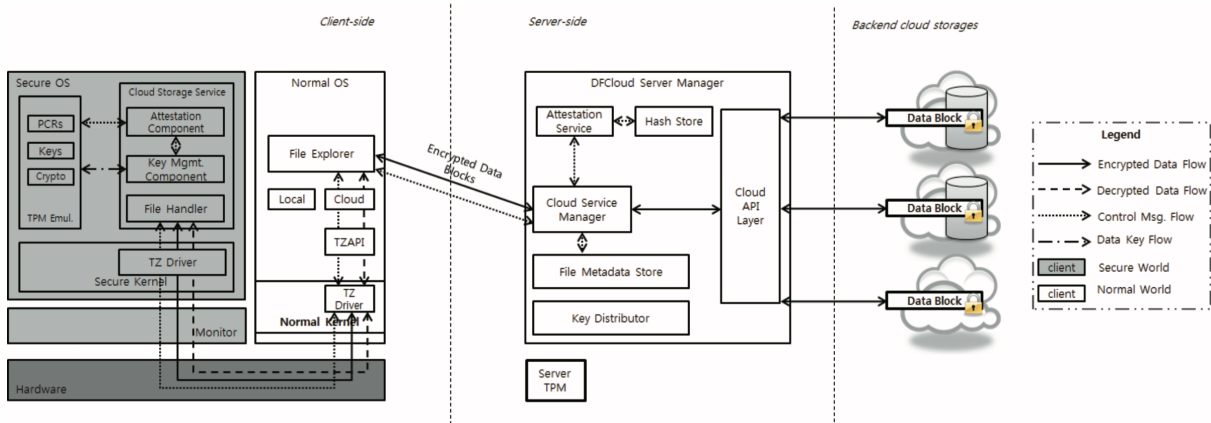 Client-side
Server-side
Backend cloud storages
Secure OS
Cloud Storage Service
PCRs
Keys
Crypto
TPM Emul.
Attestation
Component
Key Mgmt.
Component
File Handler
TZ Driver
Secure Kernel
Monitor
Hardware
Normal OS
File Explorer
Local
Cloud
TZAPI
TZ
Driver
Normal Kernel
Encrypted Data
Blocks
DFCloud Server Manager
Attestation
Service
Hash Store
Cloud Service
Manager
File Metadata Store
Key Distributor
Cloud
API
Layer
Server
TPM
Data Block
Data Block
Data Block
Legend
Encrypted Data Flow
Decrypted Data Flow
Control Msg. Flow
Data Key Flow
client Secure World
client Normal World